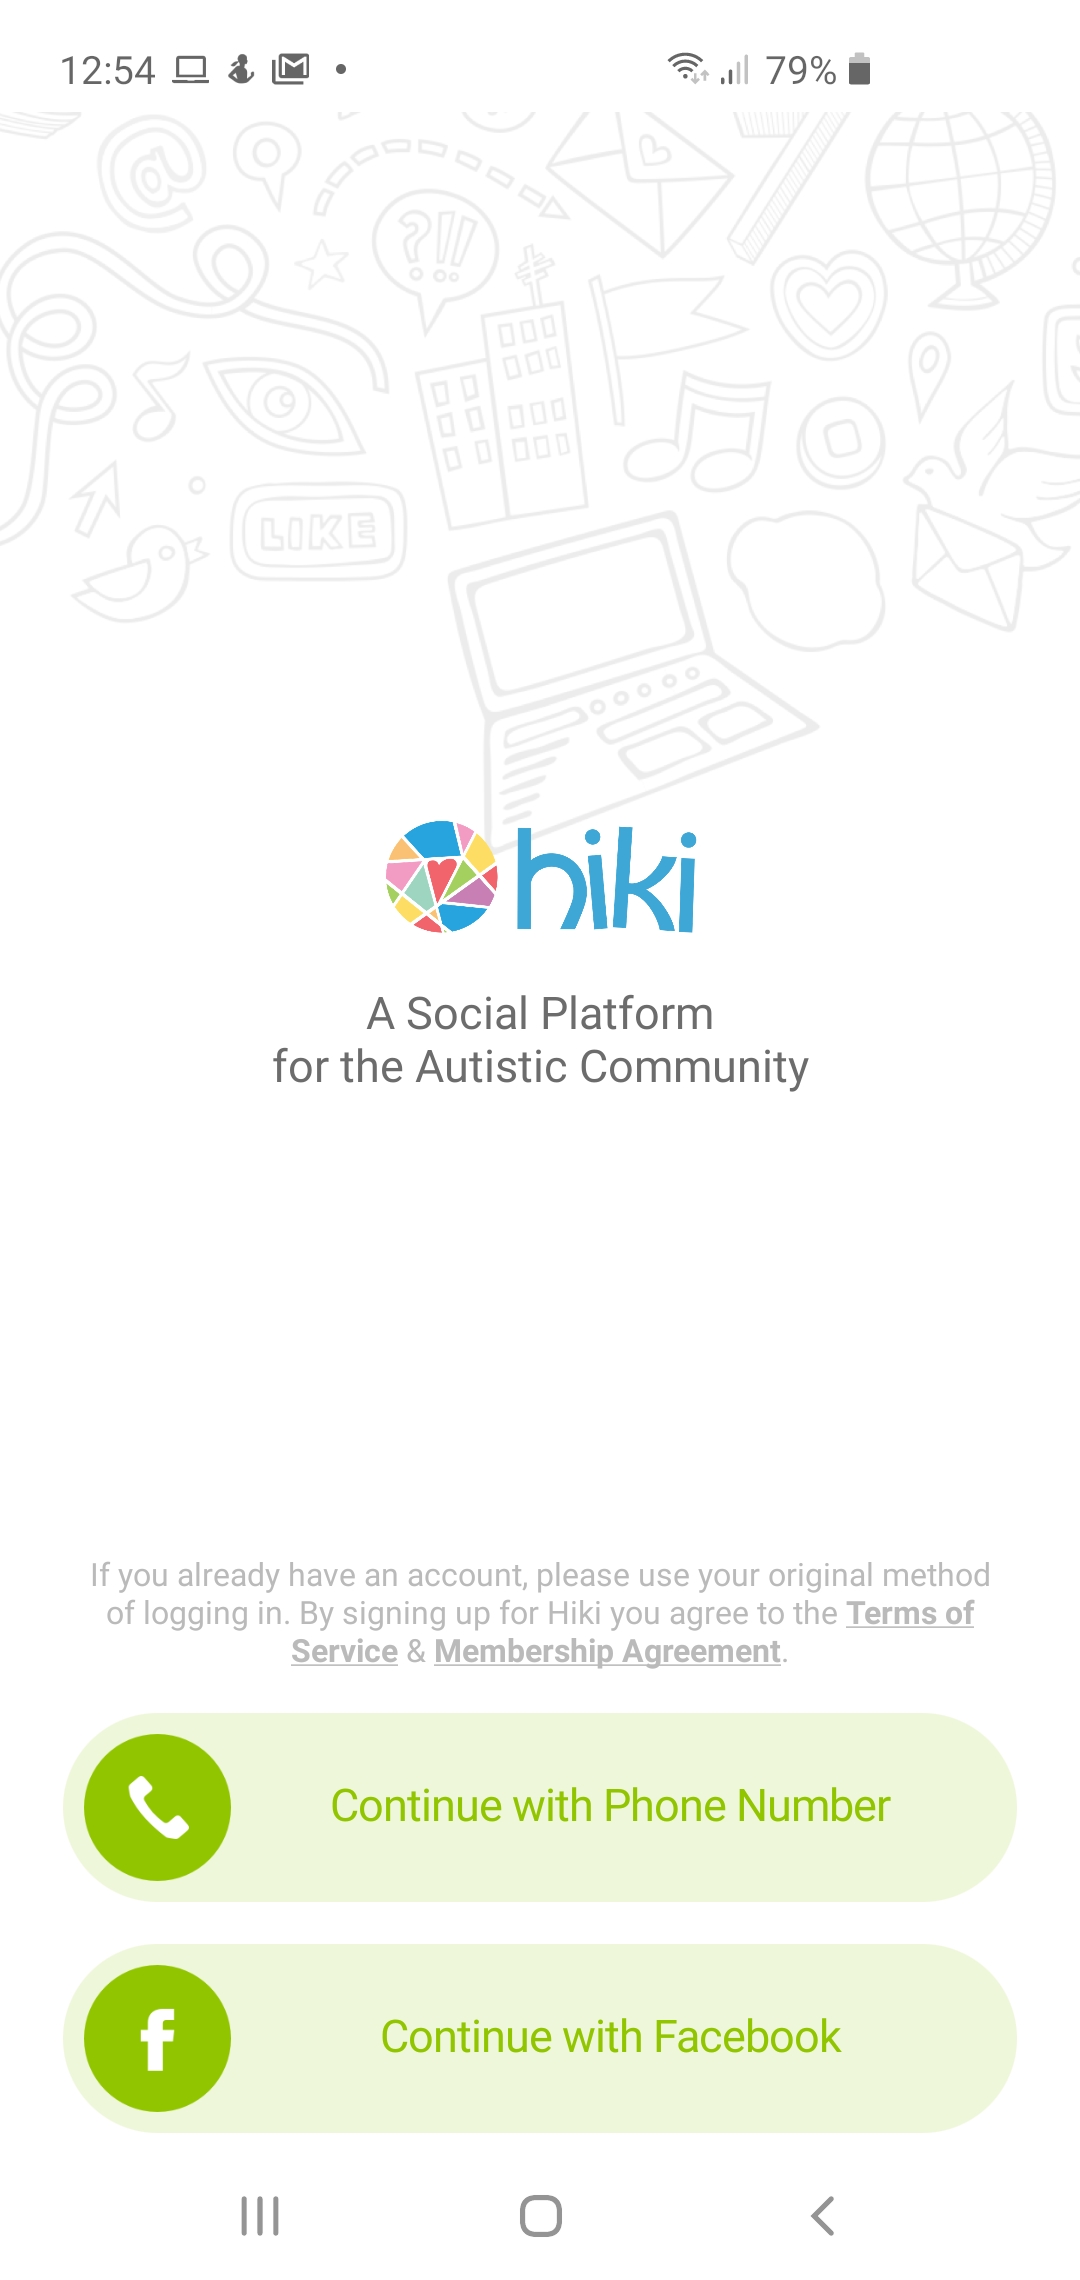 12:54
79%
@
?!!
LIKE
hiki
A Social Platform
for the Autistic Community
If you already have an account, please use your original method
of logging in. By signing up for Hiki you agree to the Terms of
Service & Membership Agreement.
Continue with Phone Number
f
Continue with Facebook